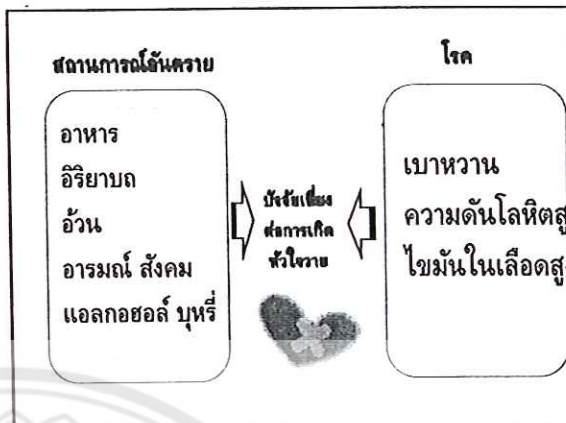 สถานการณ์อันตราย
อาหาร
อิริยาบถ
อ้วน
อารมณ์ สังคม
แอลกอฮอล์ บุหรี่
ปัจจัยเสี่ยง
ต่อการเกิด
หัวใจวาย
โรค
เบาหวาน
ความดันโลหิตสู
ไขมันในเลือดสู